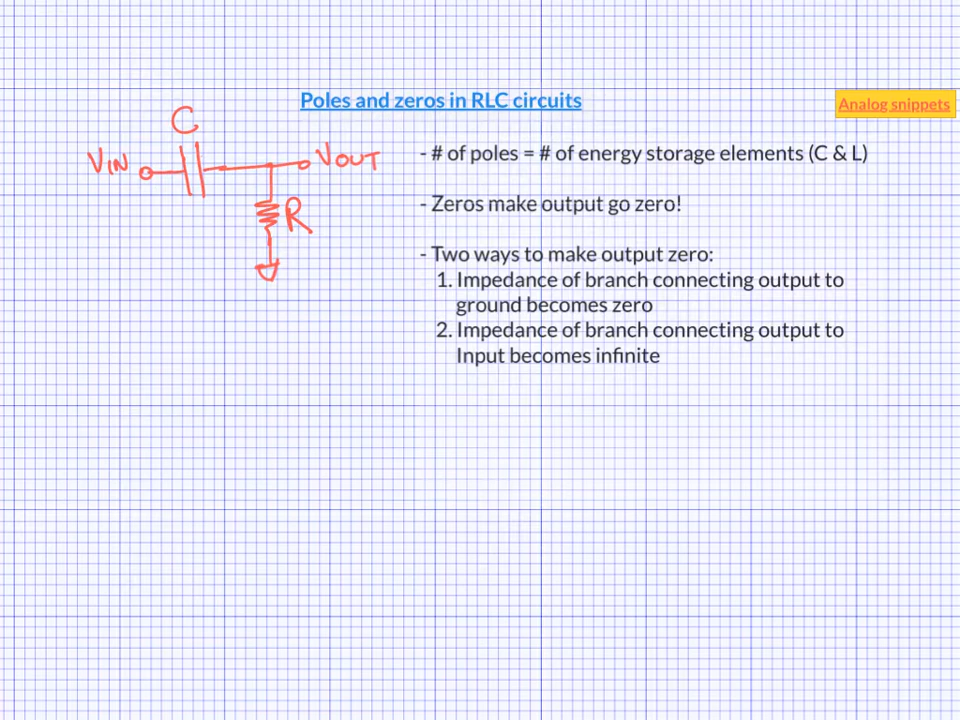 Poles and zeros in RLC circuits
Analog snippets
C
VIN
VOUT
R
- # of poles = # of energy storage elements (C & L)
- Zeros make output go zero!
- Two ways to make output zero:
1. Impedance of branch connecting output to
ground becomes zero
2. Impedance of branch connecting output to
Input becomes infinite